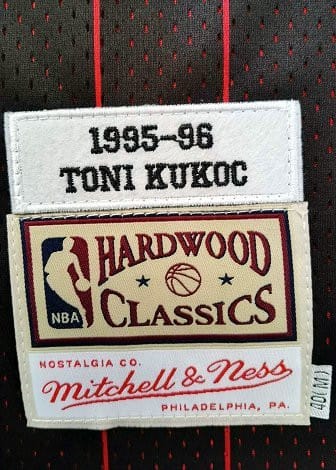 1995-96
TONI KUKOC
NBA
HARDWOOD
CLASSICS
NOSTALGIA CO.
Mitchell & Ness
PHILADELPHIA, PA.
40(M)